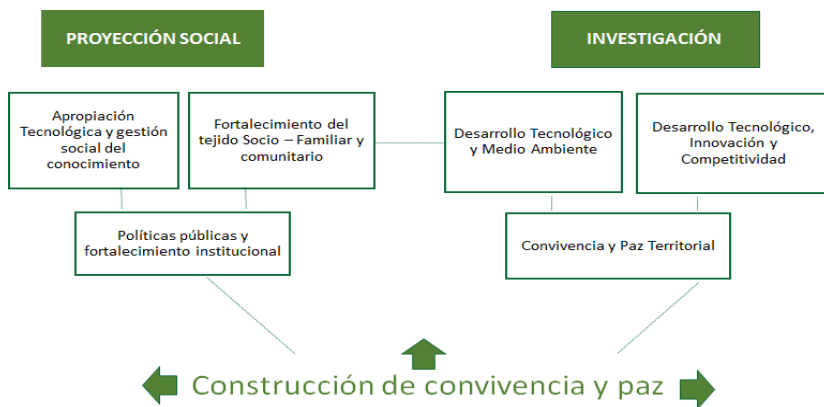 PROYECCIÓN SOCIAL
INVESTIGACIÓN
Apropiación
Tecnológica y gestión
social del
conocimiento
Fortalecimiento del
tejido Socio – Familiar y
comunitario
Desarrollo Tecnológico
y Medio Ambiente
Desarrollo Tecnológico,
Innovación y
Competitividad
Políticas públicas y
fortalecimiento institucional
Convivencia y Paz Territorial
Construcción de convivencia y paz